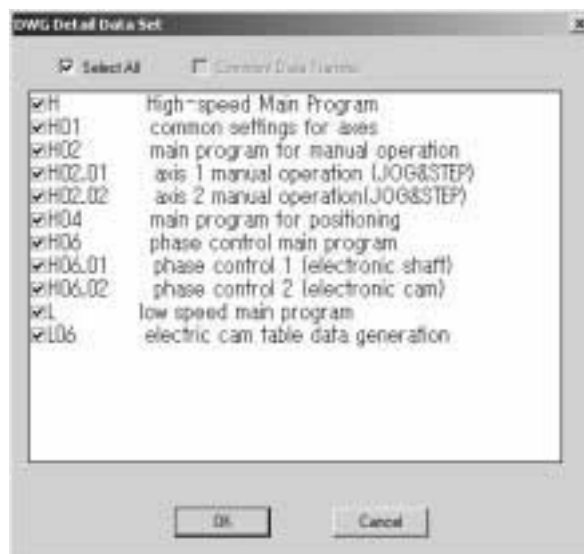 DWG Detail Data Set
Select All Comment Data Transfer
H High-speed Main Program
H01 common settings for axes
H02 main program for manual operation
H02.01 axis 1 manual operation (JOG&STEP)
H02.02 axis 2 manual operation(JOG&STEP)
H04 main program for positioning
H06 phase control main program
H06.01 phase control 1 (electronic shaft)
H06.02 phase control 2 (electronic cam)
L low speed main program
L06 electric cam table data generation
OK Cancel